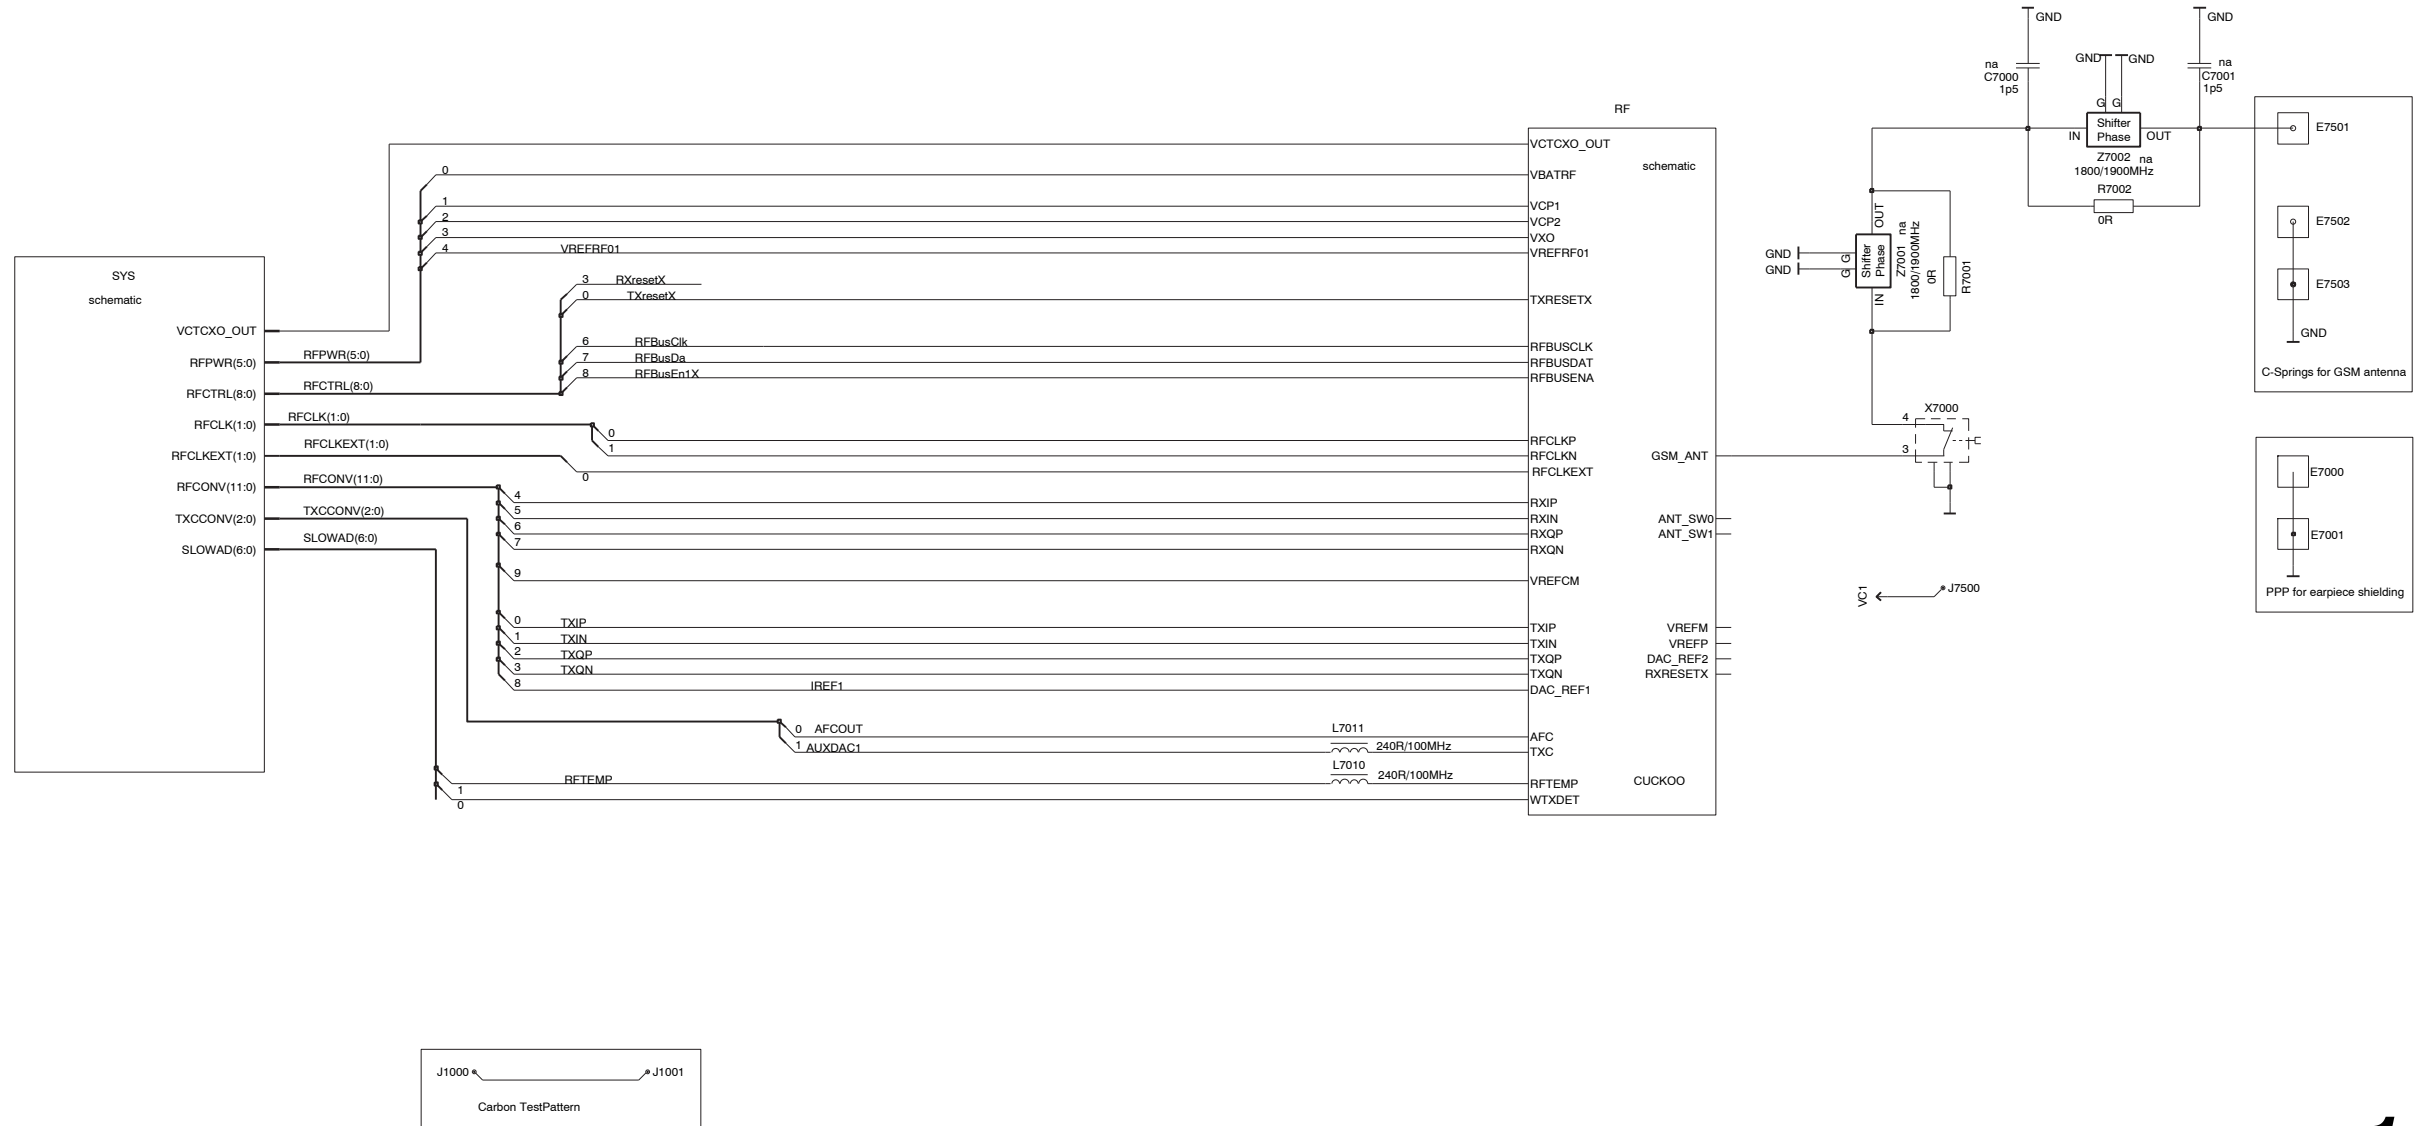 GND
GND
na
C7000
1p5
GND
GND
na
C7001
1p5
G
G
Shifter
Phase
IN
OUT
Z7002 na
1800/1900MHz
R7002
0R
E7501
E7502
E7503
GND
C-Springs for GSM antenna
RF
schematic
VCTCXO_OUT
0
VBATRF
1
VCP1
2
VCP2
3
VXO
4
VREFRF01
VREFRF01
3
RXresetX
0
TXresetX
TXRESETX
6
RFBusClk
RFBUSCLK
7
RFBusDa
RFBUSDAT
8
RFBusEn1X
RFBUSENA
SYS
schematic
VCTCXO_OUT
RFPWR(5:0)
RFPWR(5:0)
RFCTRL(8:0)
RFCTRL(8:0)
RFCLK(1:0)
RFCLK(1:0)
RFCLKEXT(1:0)
RFCLKEXT(1:0)
RFCONV(11:0)
RFCONV(11:0)
TXCCONV(2:0)
TXCCONV(2:0)
SLOWAD(6:0)
SLOWAD(6:0)
0
RFCLKP
1
RFCLKN
0
RFCLKEXT
4
RXIP
5
RXIN
6
RXQP
7
RXQN
9
VREFCM
0
TXIP
TXIP
1
TXIN
TXIN
2
TXQP
TXQP
3
TXQN
TXQN
8
IREF1
DAC_REF1
0
AFCOUT
AFC
1
AUXDAC1
L7011
240R/100MHz
TXC
RFTEMP
L7010
240R/100MHz
RFTEMP
1
0
WTXDET
CUCKOO
GSM_ANT
ANT_SW0
ANT_SW1
VREFM
VREFP
DAC_REF2
RXRESETX
GND
GND
G
G
OUT
Shifter
Phase
IN
Z7001 na
1800/1900MHz
0R
R7001
X7000
4
3
VC1
J7500
E7000
E7001
PPP for earpiece shielding
J1000
J1001
Carbon TestPattern